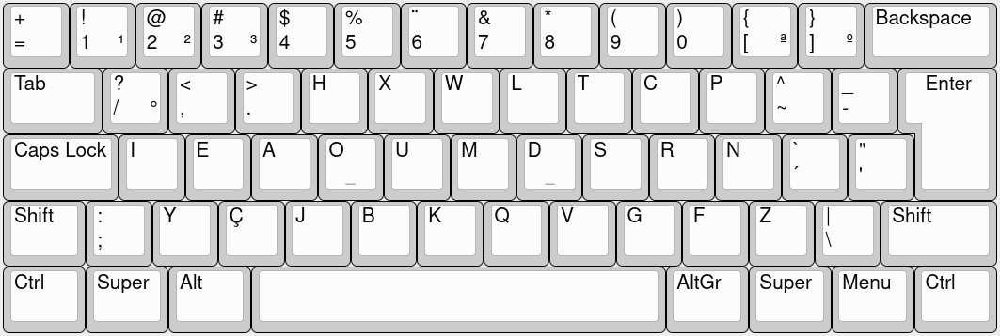 + ! @ # $ % ¨ & * ( ) { } Backspace
= 1 ¹ 2 ² 3 ³ 4 5 6 7 8 9 0 [ ª ] º
Tab ? < > H X W L T C P ^ _ Enter
/ ° , . ~ -
Caps Lock I E A O U M D S R N ` "
_ _ ´ '
Shift : Y Ç J B K Q V G F Z | Shift
; \
Ctrl Super Alt AltGr Super Menu Ctrl